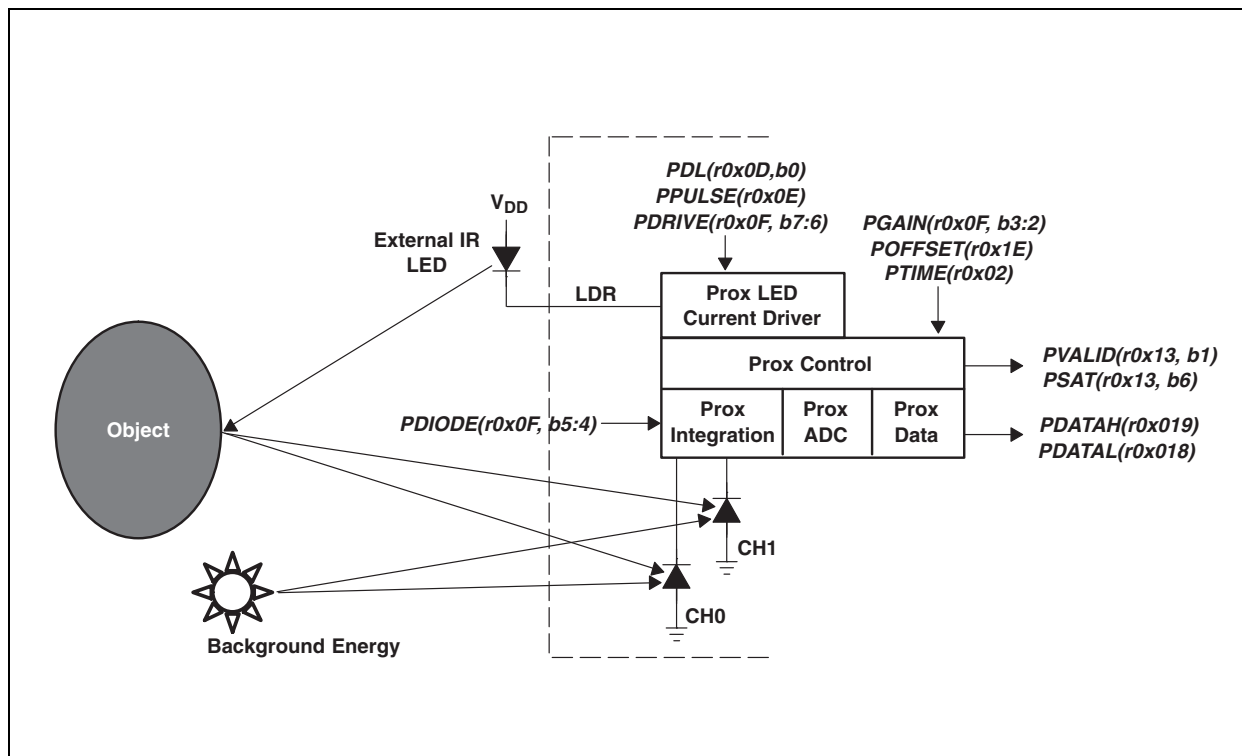 PDL(r0x0D,b0)
PPULSE(r0x0E)
PDRIVE(r0x0F, b7:6)
PGAIN(r0x0F, b3:2)
POFFSET(r0x1E)
PTIME(r0x02)
VDD
External IR
LED
LDR
Prox LED
Current Driver
Prox Control
PVALID(r0x13, b1)
PSAT(r0x13, b6)
Object
PDIODE(r0x0F, b5:4)
Prox
Integration
Prox
ADC
Prox
Data
PDATAH(r0x019)
PDATAL(r0x018)
CH1
CH0
Background Energy